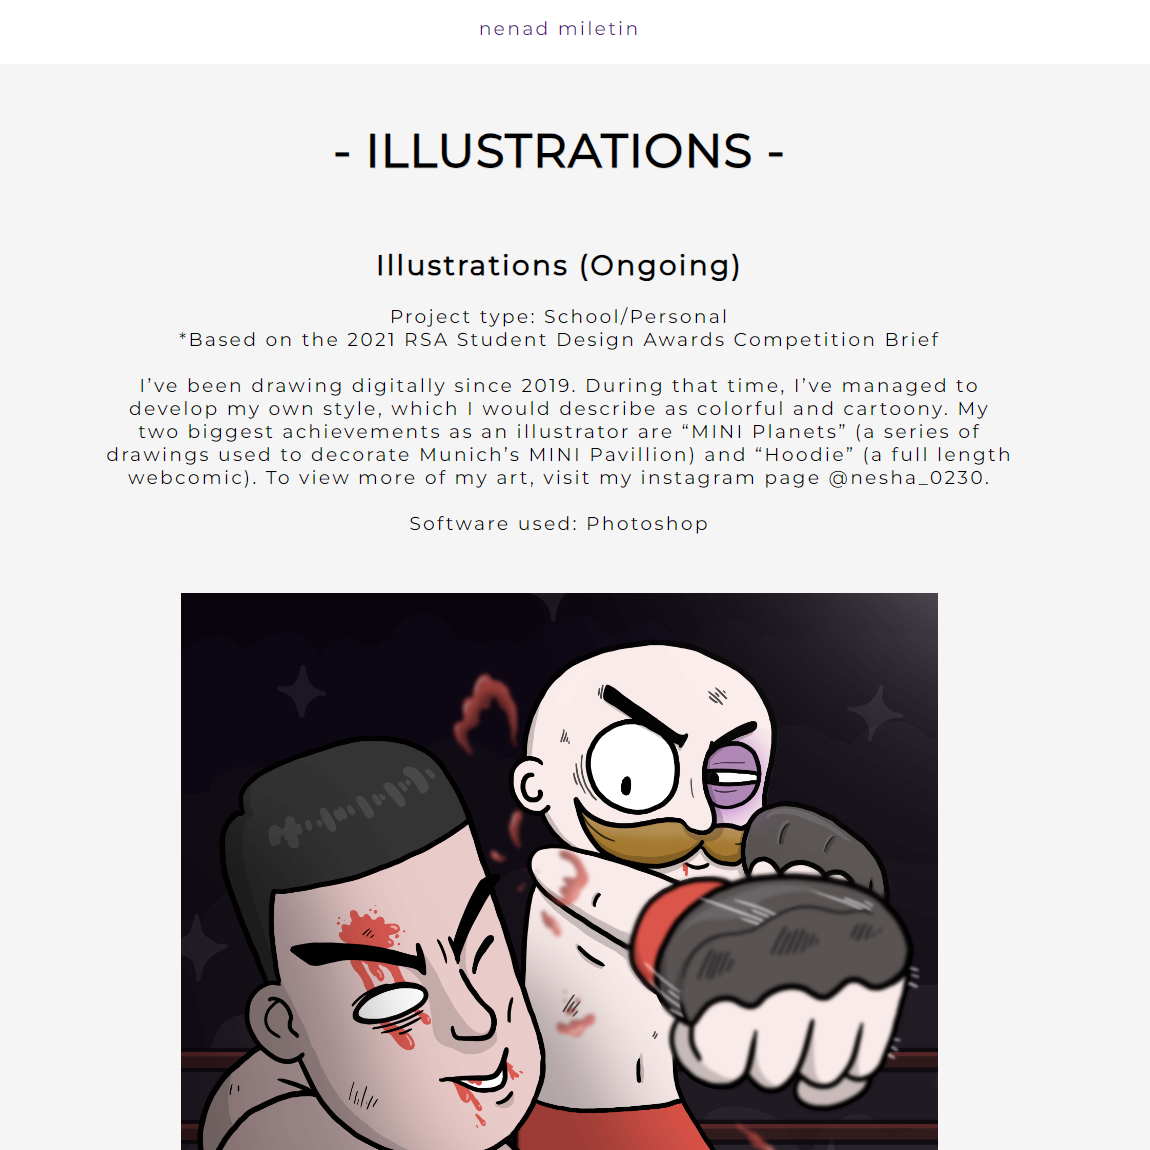 nenad miletin
- ILLUSTRATIONS -
Illustrations (Ongoing)
Project type: School/Personal
*Based on the 2021 RSA Student Design Awards Competition Brief
I’ve been drawing digitally since 2019. During that time, I’ve managed to
develop my own style, which I would describe as colorful and cartoony. My
two biggest achievements as an illustrator are “MINI Planets” (a series of
drawings used to decorate Munich’s MINI Pavillion) and “Hoodie” (a full length
webcomic). To view more of my art, visit my instagram page @nesha_0230.
Software used: Photoshop